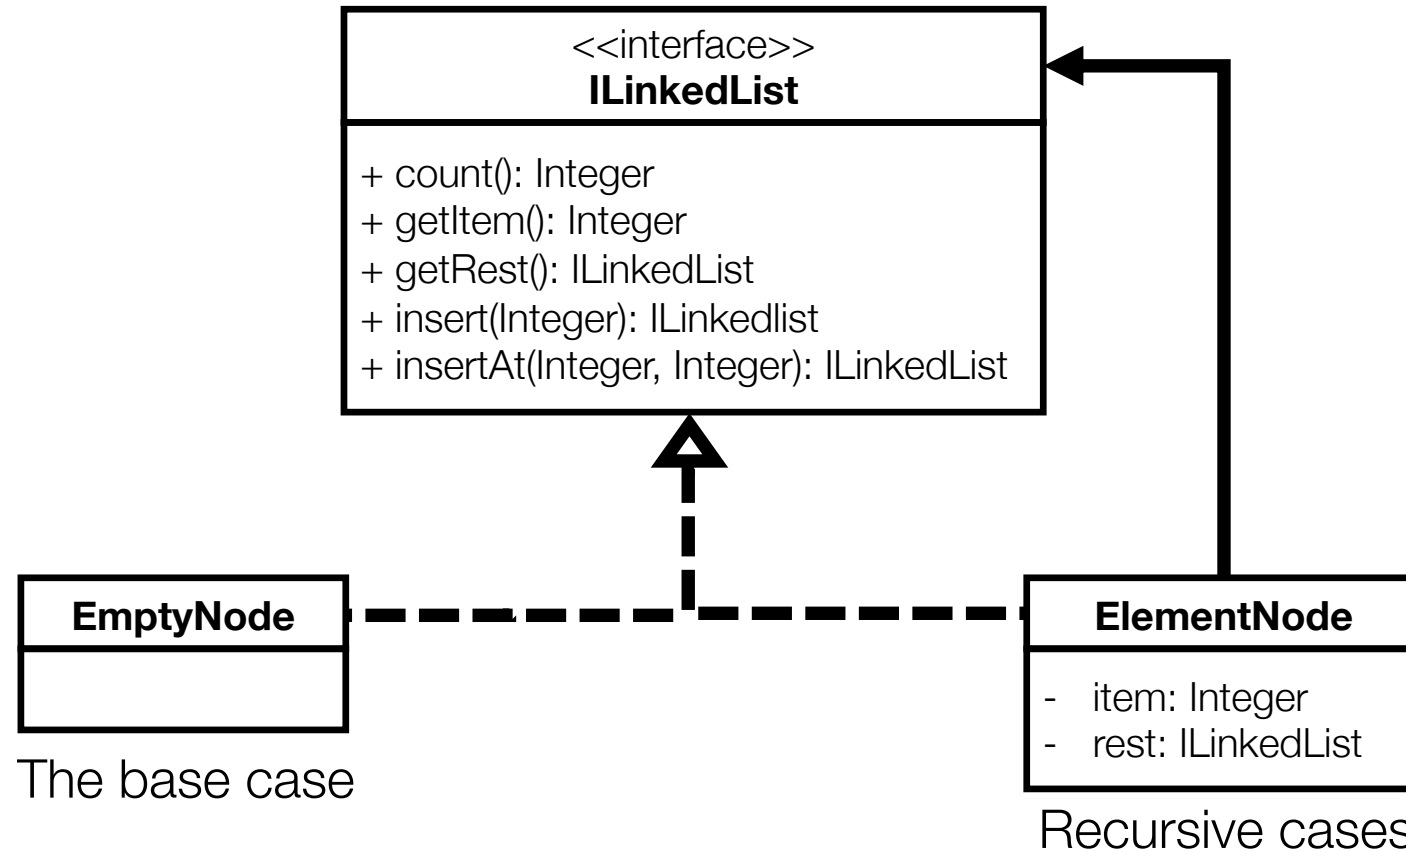 <<interface>>
ILinkedList
+ count(): Integer
+ getItem(): Integer
+ getRest(): ILinkedList
+ insert(Integer): ILinkedlist
+ insertAt(Integer, Integer): ILinkedList
EmptyNode
ElementNode
- item: Integer
- rest: ILinkedList
The base case
Recursive cases